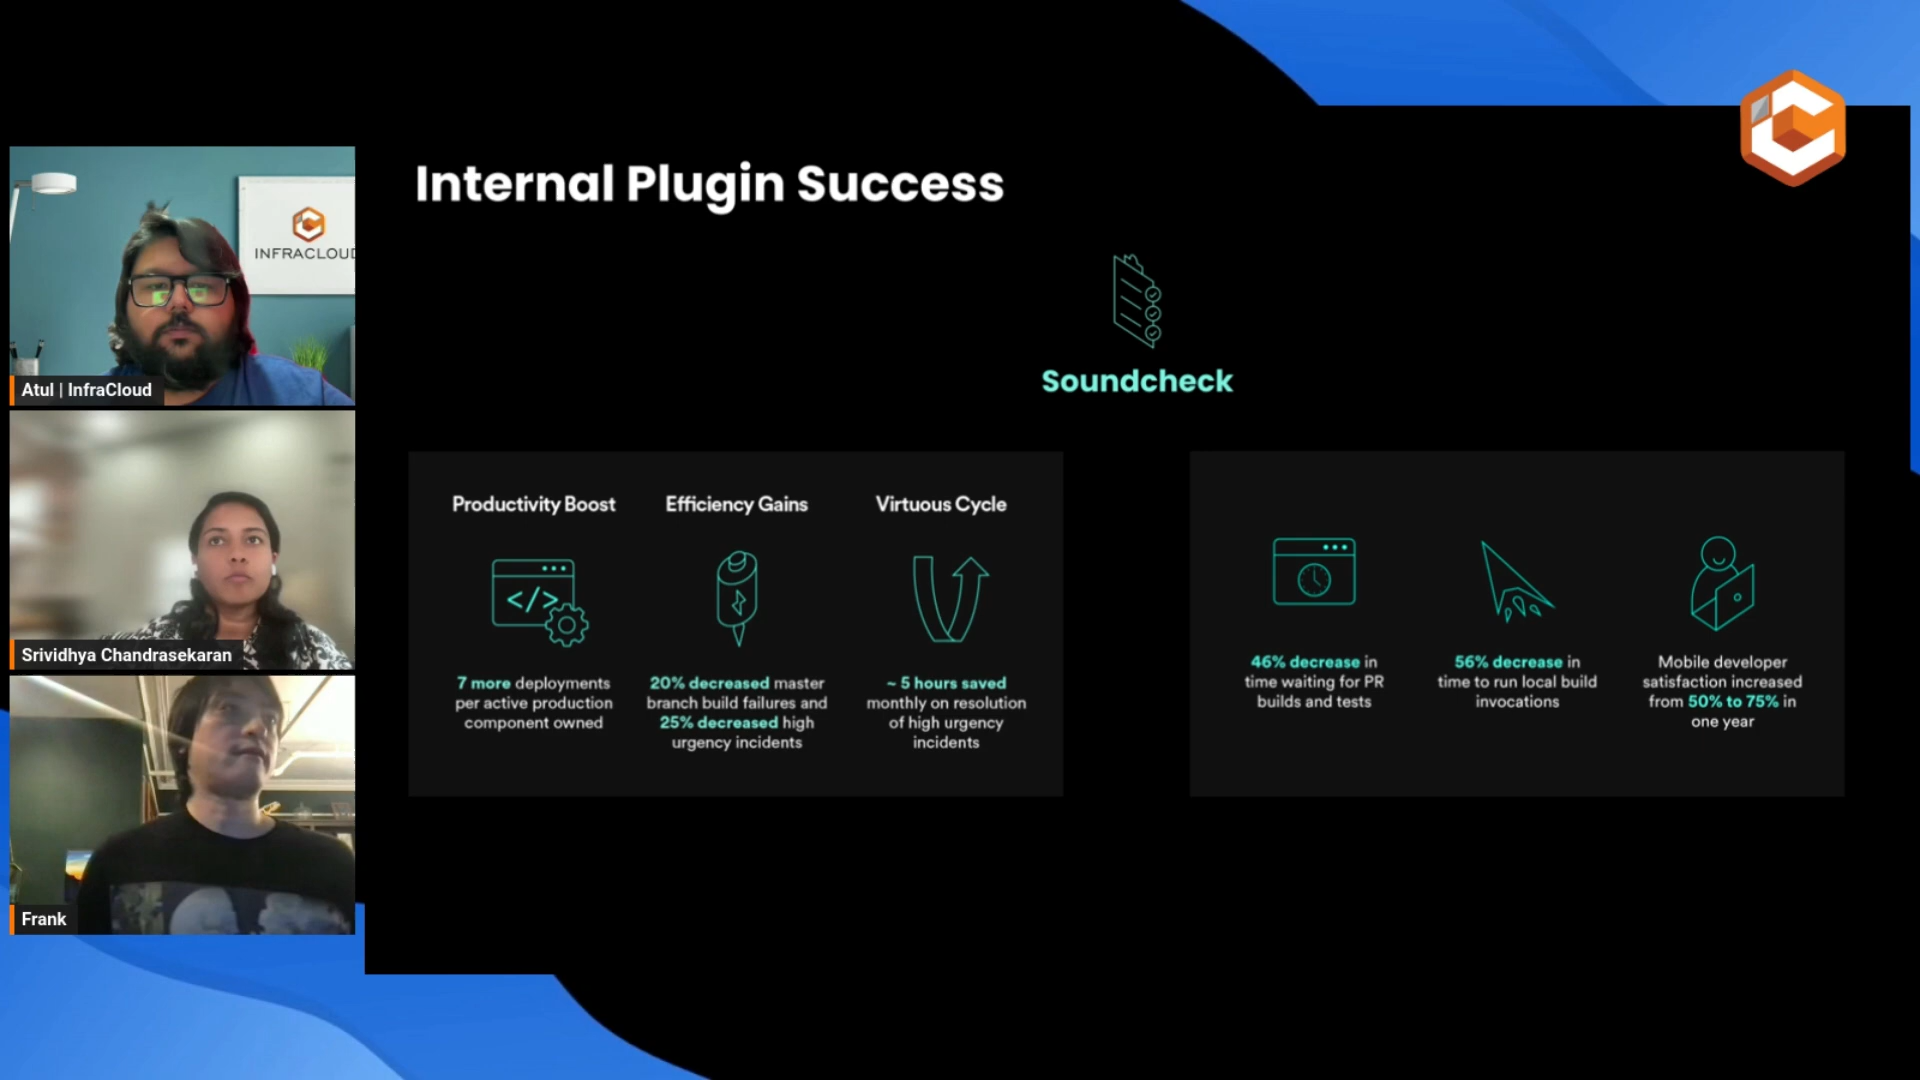 Internal Plugin Success
INFRACLOUD
Atul | InfraCloud
Srividhya Chandrasekaran
Frank
Soundcheck
Productivity Boost
7 more deployments
per active production
component owned
Efficiency Gains
20% decreased master
branch build failures and
25% decreased high
urgency incidents
Virtuous Cycle
~ 5 hours saved
monthly on resolution
of high urgency
incidents
46% decrease in
time waiting for PR
builds and tests
56% decrease in
time to run local build
invocations
Mobile developer
satisfaction increased
from 50% to 75% in
one year